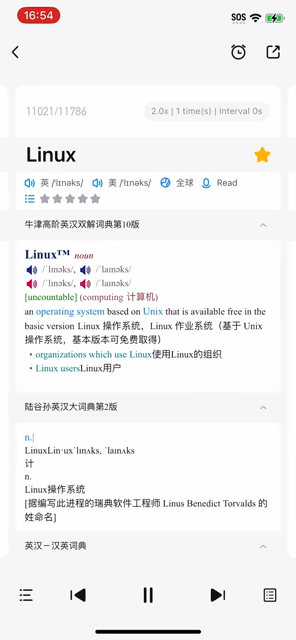 16:54
SOS
11021/11786
2.0x | 1 time(s) | Interval 0s
Linux
英 /'lɪnəks/ 美 /'lɪnəks/ 全球 Read
牛津高阶英汉双解词典第10版
Linux™ noun
/ˈlɪnəks/, /ˈlaɪnəks/
/ˈlɪnəks/, /ˈlaɪnəks/
[uncountable] (computing 计算机)
an operating system based on Unix that is available free in the
basic version Linux 操作系统，Linux 作业系统（基于 Unix
操作系统，基本版本可免费取得）
• organizations which use Linux使用Linux的组织
• Linux usersLinux用户
陆谷孙英汉大词典第2版
n.|
LinuxLin·ux`lɪnʌks, `laɪnʌks
计
n.
Linux操作系统
[据编写此进程的瑞典软件工程师 Linus Benedict Torvalds 的
姓命名]
英汉－汉英词典